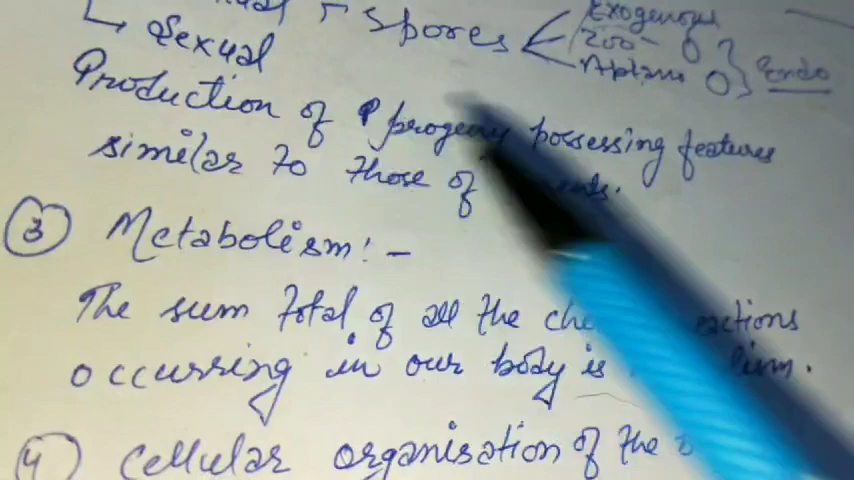 Spores Exogenous
Sexual Zoo- Endo
Production of progeny possessing features
similar to those of
3 Metabolism:-
The sum total of all the
occurring in our body is
4 Cellular organisation of the